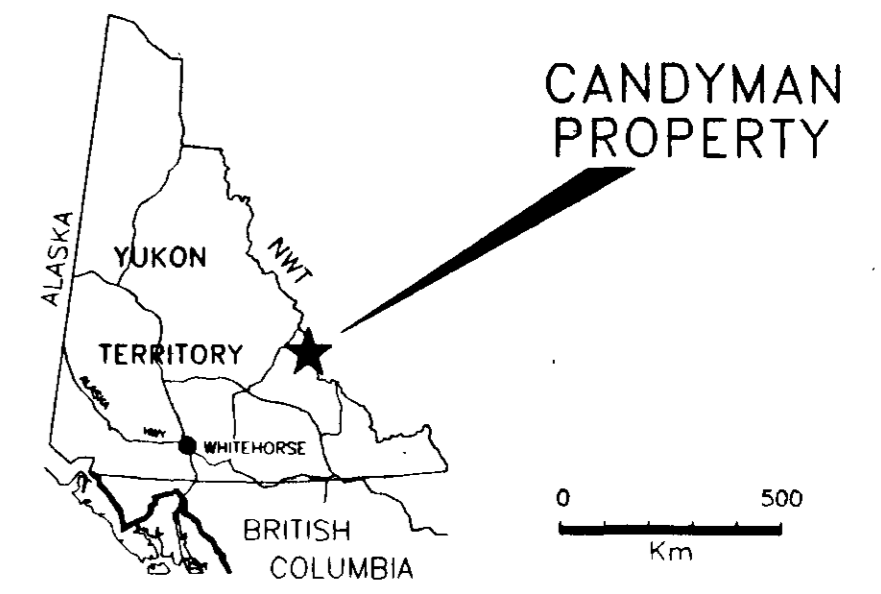 CANDYMAN
PROPERTY
ALASKA
NWT
YUKON
TERRITORY
ALASKA
HWY
WHITEHORSE
BRITISH
COLUMBIA
0 500
Km